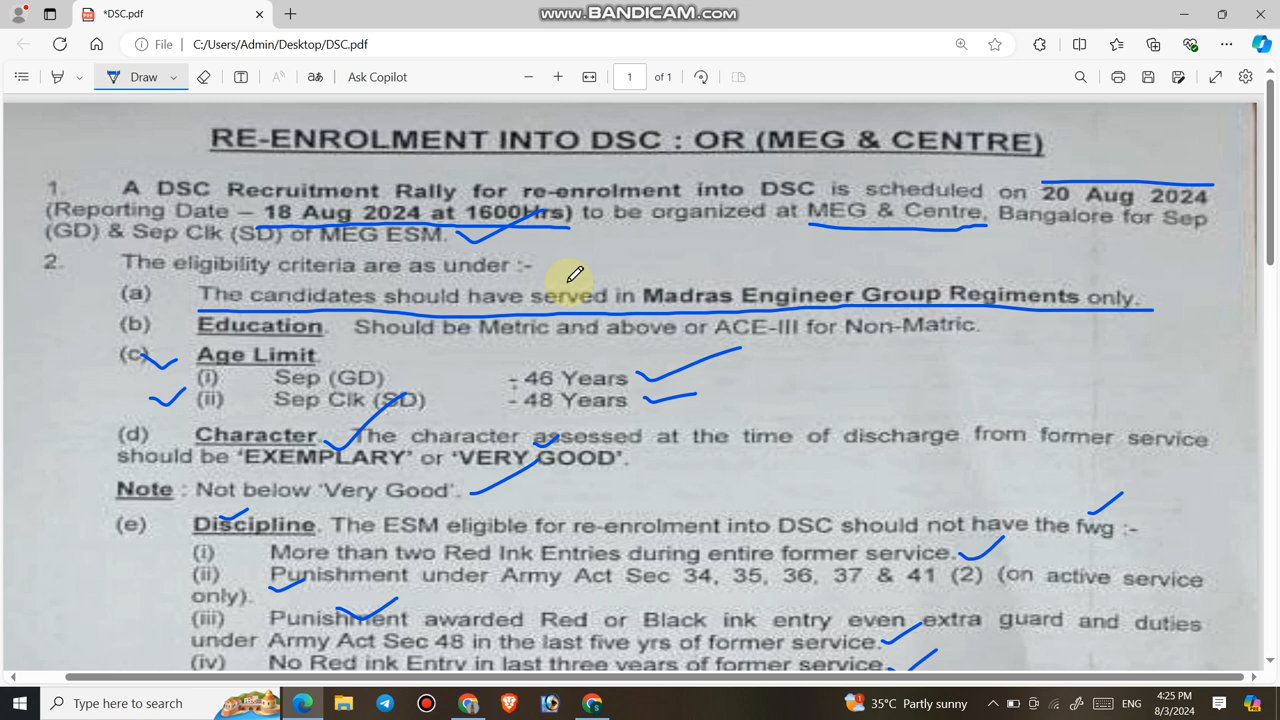 *DSC.pdf
WWW.BANDICAM.COM
File C:/Users/Admin/Desktop/DSC.pdf
Draw Ask Copilot 1 of 1
RE-ENROLMENT INTO DSC : OR (MEG & CENTRE)
1. A DSC Recruitment Rally for re-enrolment into DSC is scheduled on 20 Aug 2024
(Reporting Date – 18 Aug 2024 at 1600Hrs) to be organized at MEG & Centre, Bangalore for Sep
(GD) & Sep Clk (SD) of MEG ESM.
2. The eligibility criteria are as under :-
(a) The candidates should have served in Madras Engineer Group Regiments only.
(b) Education. Should be Metric and above or ACE-III for Non-Matric.
(c) Age Limit.
(i) Sep (GD) - 46 Years
(ii) Sep Clk (SD) - 48 Years
(d) Character. The character assessed at the time of discharge from former service
should be 'EXEMPLARY' or 'VERY GOOD'.
Note : Not below 'Very Good'.
(e) Discipline. The ESM eligible for re-enrolment into DSC should not have the fwg :-
(i) More than two Red Ink Entries during entire former service.
(ii) Punishment under Army Act Sec 34, 35, 36, 37 & 41 (2) (on active service
only).
(iii) Punishment awarded Red or Black ink entry even extra guard and duties
under Army Act Sec 48 in the last five yrs of former service.
(iv) No Red ink Entry in last three years of former service.
Type here to search 35°C Partly sunny ENG 4:25 PM
8/3/2024